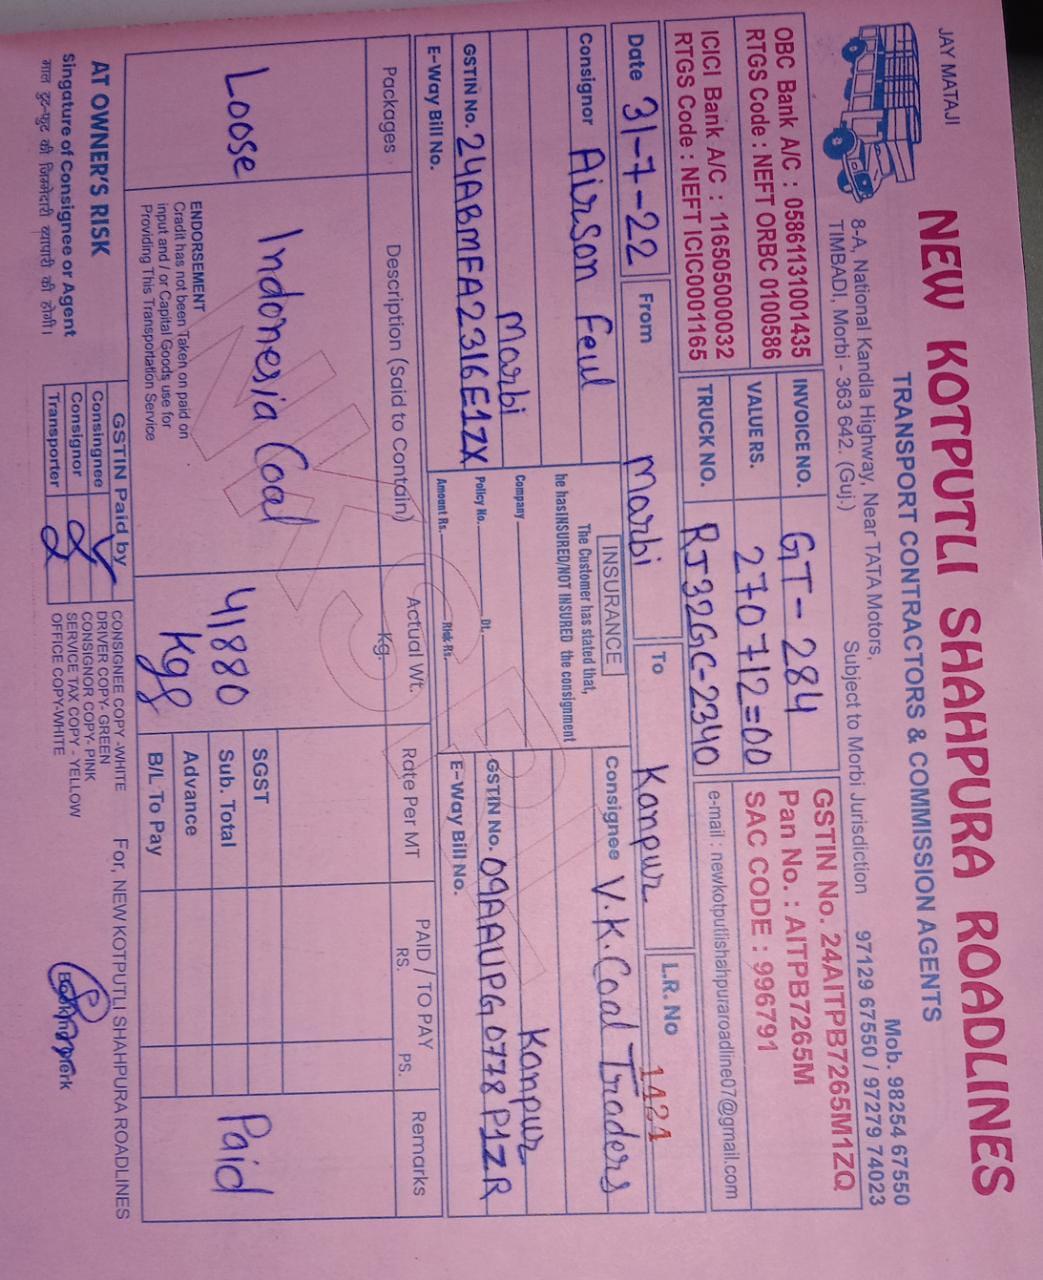 JAY MATAJI
NEW KOTPUTLI SHAHPURA ROADLINES
TRANSPORT CONTRACTORS & COMMISSION AGENTS
Mob. 98254 67550
8-A, National Kandla Highway, Near TATA Motors,
97129 67550 / 97279 74023
TIMBADI, Morbi - 363 642. (Guj.)
Subject to Morbi Jurisdiction
OBC Bank A/C : 05861131001435
RTGS Code : NEFT ORBC 0100586
ICICI Bank A/C : 116505000032
RTGS Code : NEFT ICIC0001165
INVOICE NO. GT-284
VALUE RS. 270712=00
TRUCK NO. RJ32GC-2340
GSTIN No. 24AITPB7265M1ZQ
Pan No. : AITPB7265M
SAC CODE : 996791
e-mail : newkotputlishahpuraroadline07@gmail.com
Date 31-7-22 From Morbi To Kanpur L.R. No 1421
Consignor Airson Feul
Morbi
GSTIN No. 24ABMFA2316E1ZX
E-Way Bill No.
INSURANCE
The Customer has stated that,
he hasINSURED/NOT INSURED the consignment
Company
Policy No. Dt.
Amount Rs. Risk Rs.
Consignee V.K. Coal Traders
Kanpur
GSTIN No. 09AAUPG0778P1ZR
E-Way Bill No.
Packages Description (Said to Contain) Actual Wt. Kg. Rate Per MT PAID / TO PAY RS. PS. Remarks
Loose Indonesia Coal 41880 Kgs Paid
ENDORSEMENT
Cradit has not been Taken on paid on
input and / or Capital Goods use for
Providing This Transportation Service
SGST
Sub. Total
Advance
B/L. To Pay
AT OWNER'S RISK
Singature of Consignee or Agent
माल टूट-फूट की जिम्मेदारी व्यापारी की होगी।
GSTIN Paid by
Consingnee
Consignor
Transporter
CONSIGNEE COPY -WHITE
DRIVER COPY- GREEN
CONSIGNOR COPY- PINK
SERVICE TAX COPY - YELLOW
OFFICE COPY-WHITE
For, NEW KOTPUTLI SHAHPURA ROADLINES